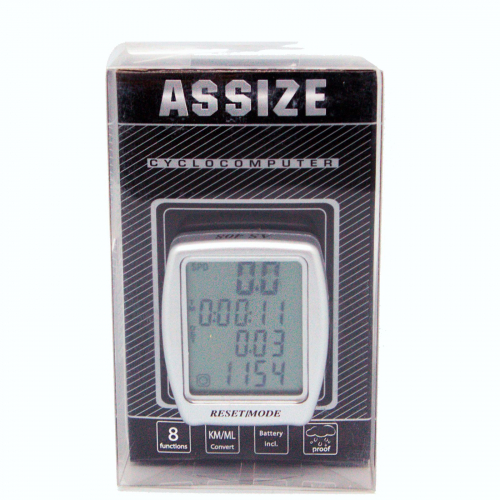 ASSIZE
CYCLOCOMPUTER
SPD 0.0
0:00:11
0.03
1154
RESET/MODE
8 functions
KM/ML Convert
Battery incl.
proof